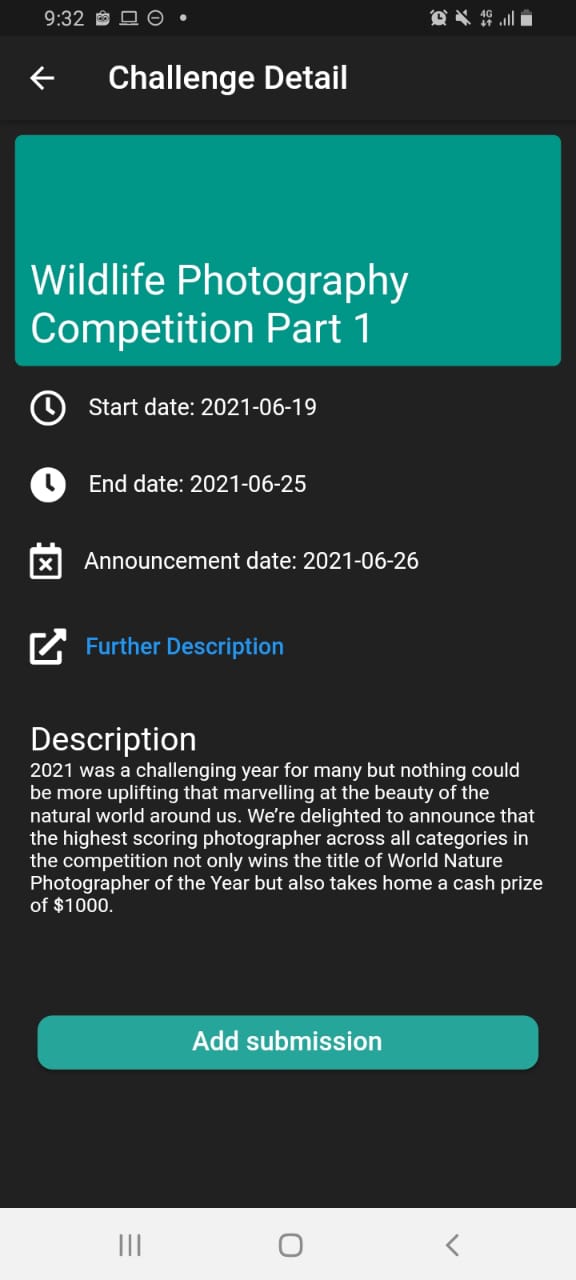 9:32
4G
Challenge Detail
Wildlife Photography
Competition Part 1
Start date: 2021-06-19
End date: 2021-06-25
Announcement date: 2021-06-26
Further Description
Description
2021 was a challenging year for many but nothing could
be more uplifting that marvelling at the beauty of the
natural world around us. We’re delighted to announce that
the highest scoring photographer across all categories in
the competition not only wins the title of World Nature
Photographer of the Year but also takes home a cash prize
of $1000.
Add submission